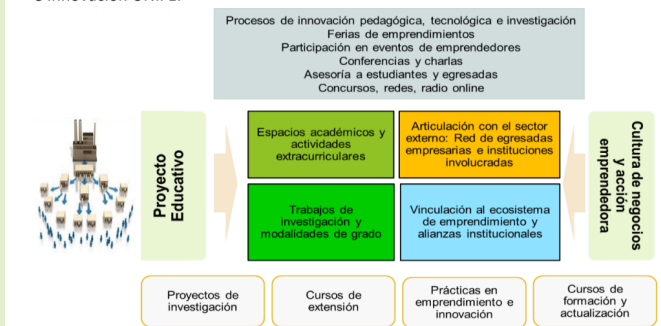 Procesos de innovación pedagógica, tecnológica e investigación
Ferias de emprendimientos
Participación en eventos de emprendedores
Conferencias y charlas
Asesoría a estudiantes y egresadas
Concursos, redes, radio online
Proyecto
Educativo
Espacios académicos y
actividades
extracurriculares
Articulación con el sector
externo: Red de egresadas
empresarias e instituciones
involucradas
Trabajos de
investigación y
modalidades de grado
Vinculación al ecosistema
de emprendimiento y
alianzas institucionales
Cultura de negocios
y acción
emprendedora
Proyectos de
investigación
Cursos de
extensión
Prácticas en
emprendimiento e
innovación
Cursos de
formación y
actualización